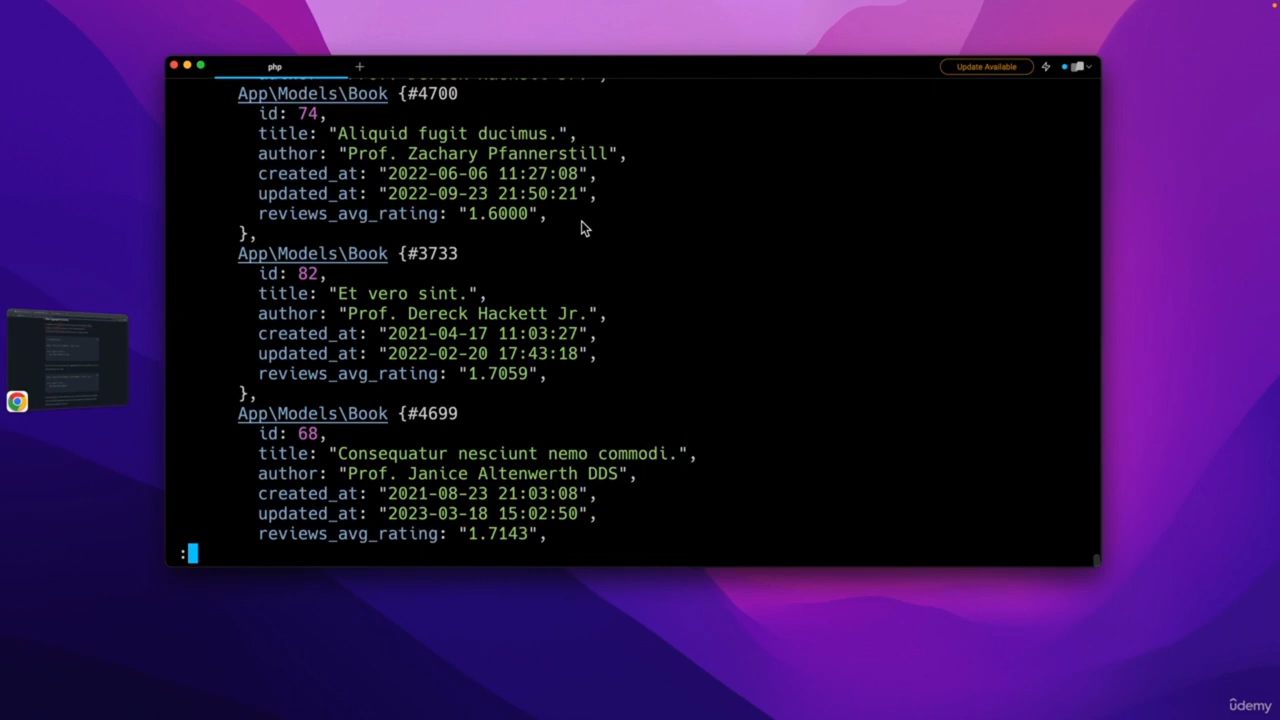 php
+
Update Available
App\Models\Book {#4700
id: 74,
title: "Aliquid fugit ducimus.",
author: "Prof. Zachary Pfannerstill",
created_at: "2022-06-06 11:27:08",
updated_at: "2022-09-23 21:50:21",
reviews_avg_rating: "1.6000",
},
App\Models\Book {#3733
id: 82,
title: "Et vero sint.",
author: "Prof. Dereck Hackett Jr.",
created_at: "2021-04-17 11:03:27",
updated_at: "2022-02-20 17:43:18",
reviews_avg_rating: "1.7059",
},
App\Models\Book {#4699
id: 68,
title: "Consequatur nesciunt nemo commodi.",
author: "Prof. Janice Altenwerth DDS",
created_at: "2021-08-23 21:03:08",
updated_at: "2023-03-18 15:02:50",
reviews_avg_rating: "1.7143",
:
udemy